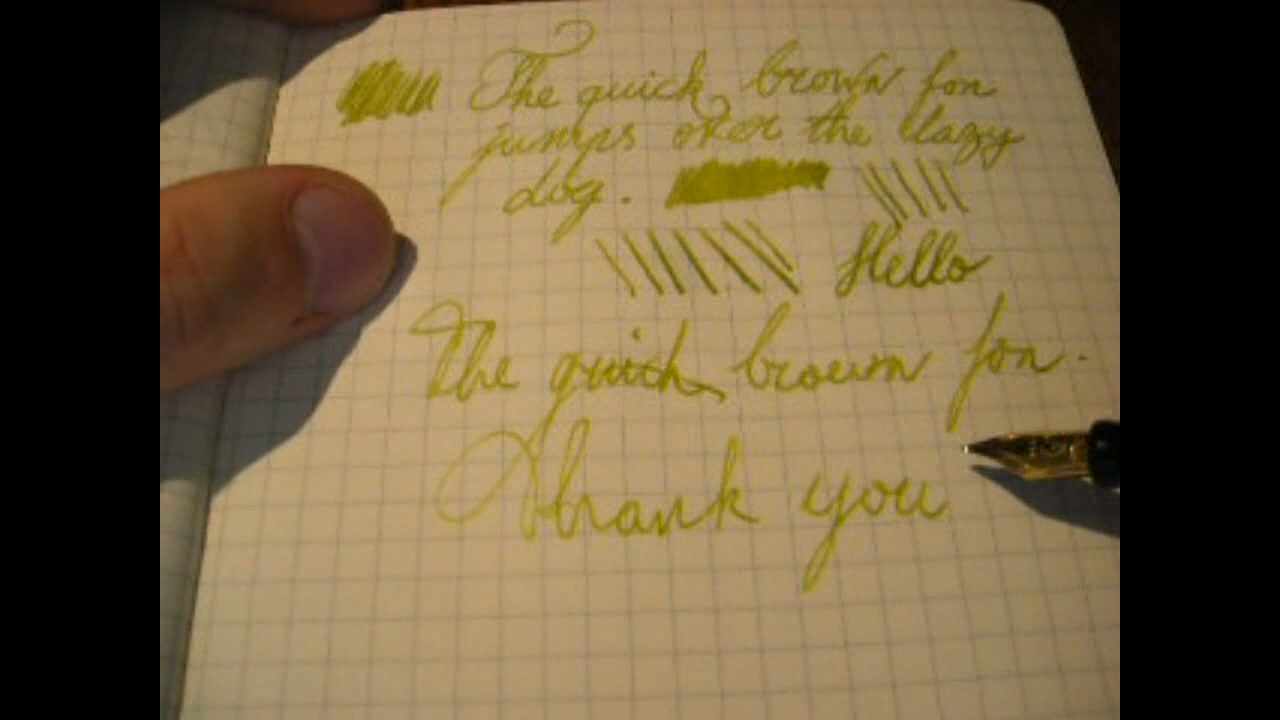 The quick brown fox
jumps over the lazy
dog.
Hello
The quick brown fox.
Thank you